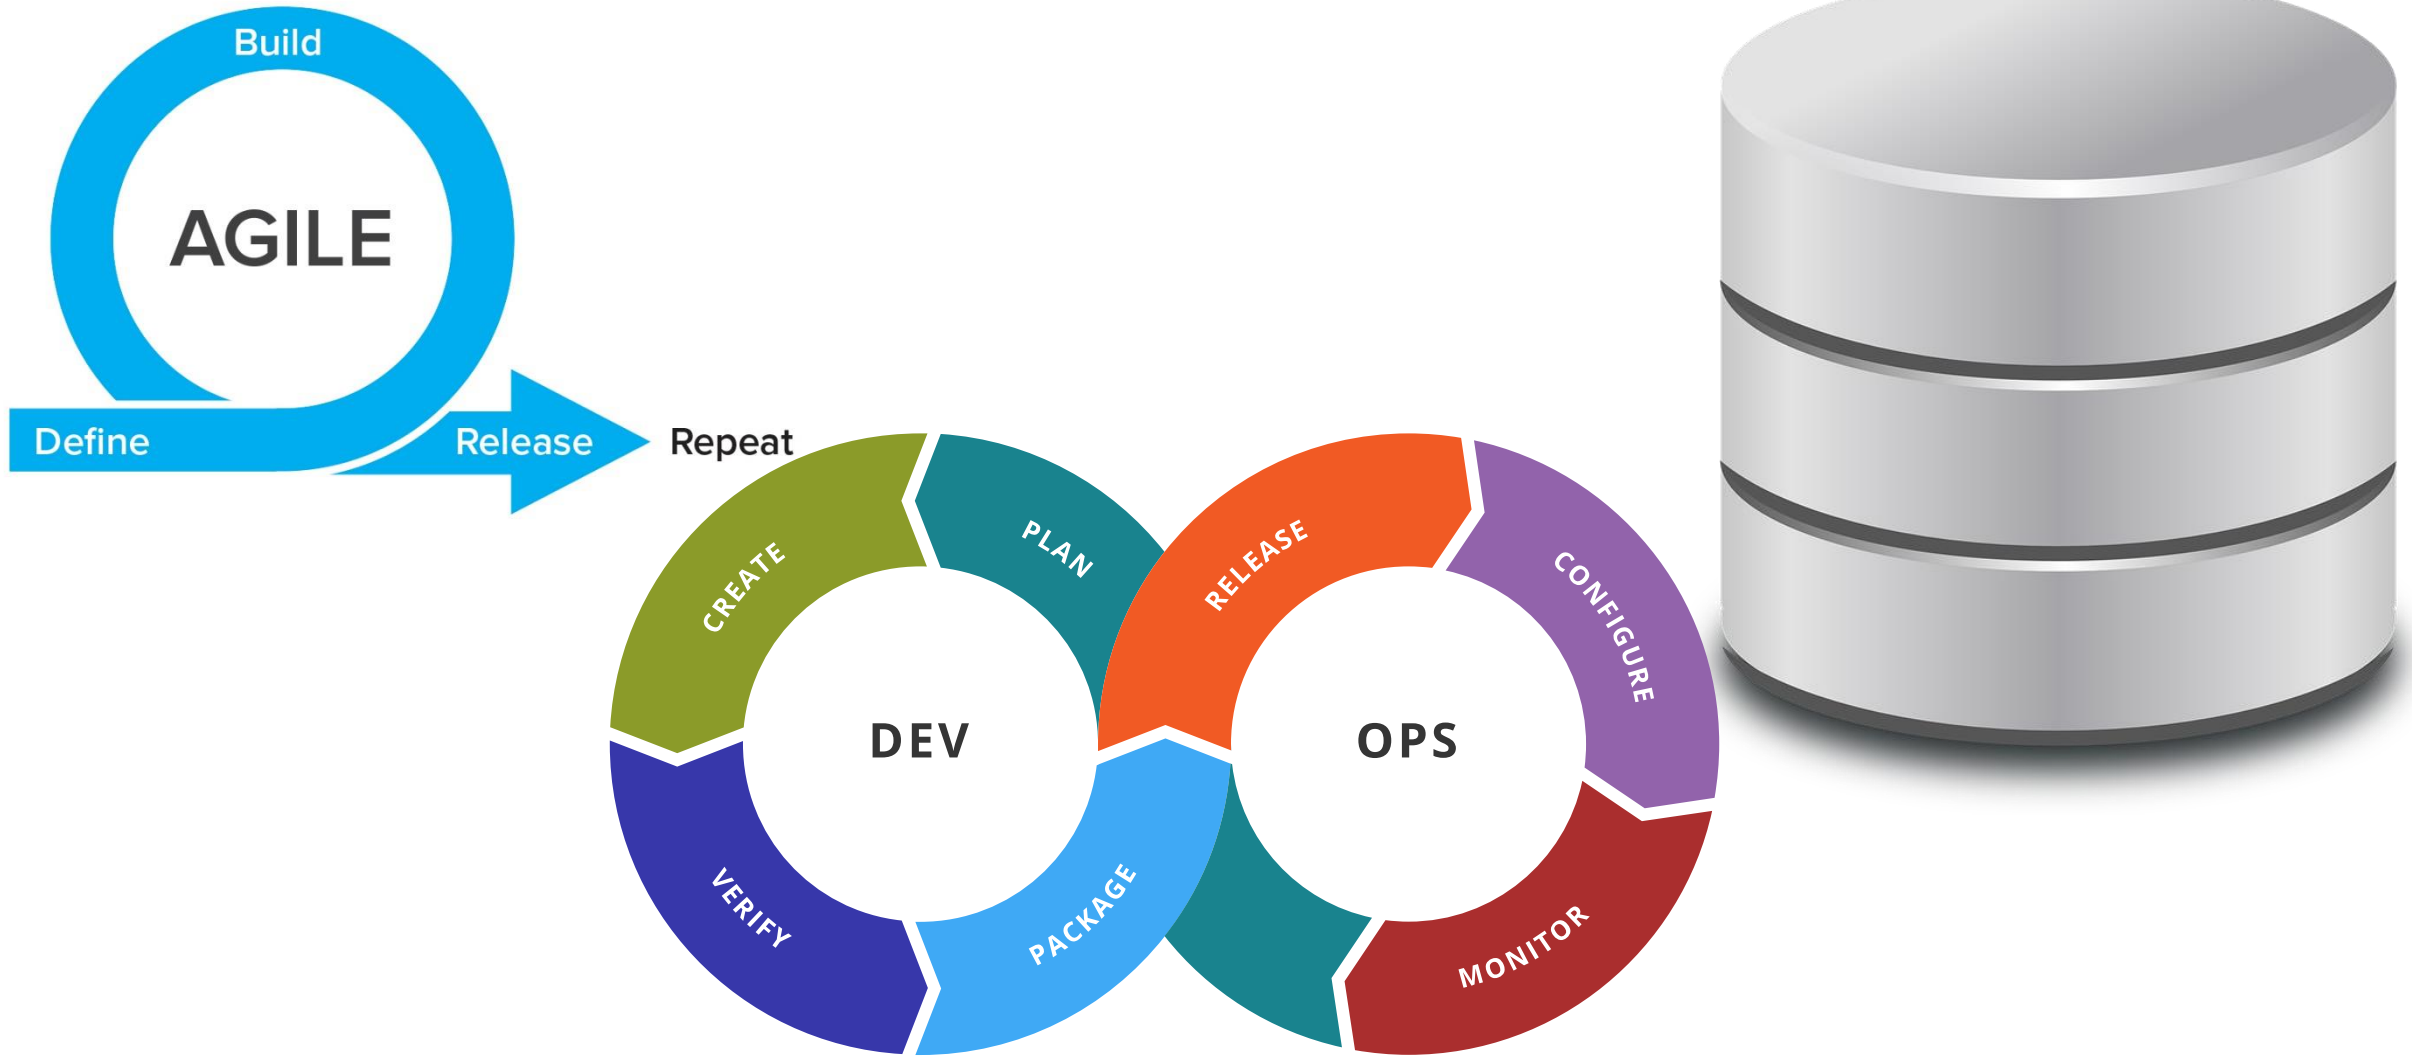 Build
AGILE
Define
Release
Repeat
CREATE
PLAN
RELEASE
CONFIGURE
DEV
OPS
VERIFY
PACKAGE
MONITOR